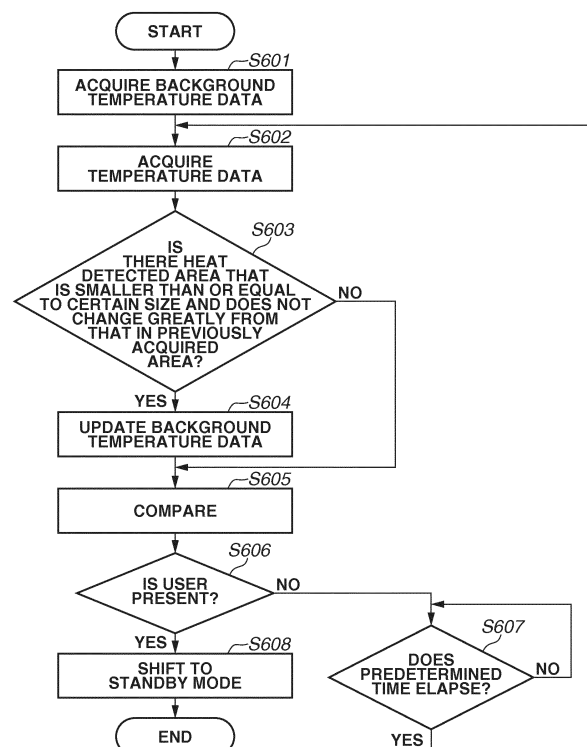 START
S601
ACQUIRE BACKGROUND
TEMPERATURE DATA
S602
ACQUIRE
TEMPERATURE DATA
S603
IS
THERE HEAT
DETECTED AREA THAT
IS SMALLER THAN OR EQUAL
TO CERTAIN SIZE AND DOES NOT
CHANGE GREATLY FROM
THAT IN PREVIOUSLY
ACQUIRED
AREA?
NO
YES
S604
UPDATE BACKGROUND
TEMPERATURE DATA
S605
COMPARE
S606
IS USER
PRESENT?
NO
YES
S607
DOES
PREDETERMINED
TIME ELAPSE?
NO
YES
S608
SHIFT TO
STANDBY MODE
END